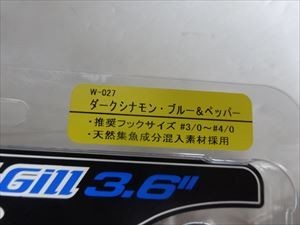 W-027
ダークシナモン・ブルー&ペッパー
・推奨フックサイズ #3/0～#4/0
・天然集魚成分混入素材採用
Gill 3.6"